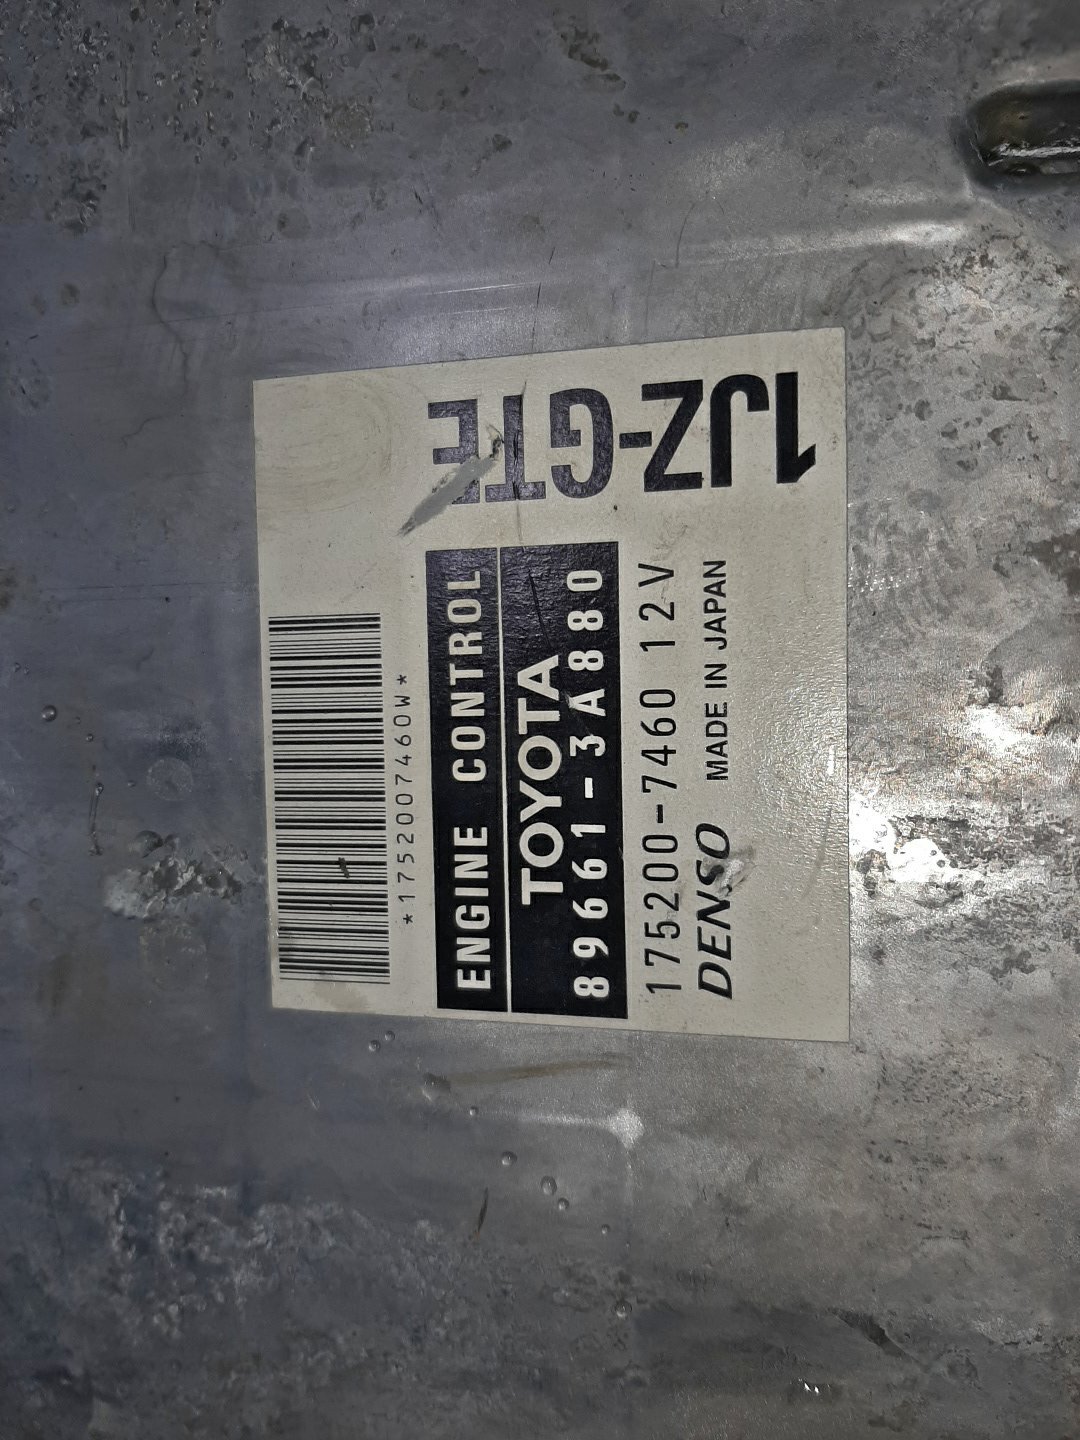 *1752007460W*
1JZ-GTE
ENGINE CONTROL
TOYOTA
89661-3A880
175200-7460 12V
DENSO MADE IN JAPAN